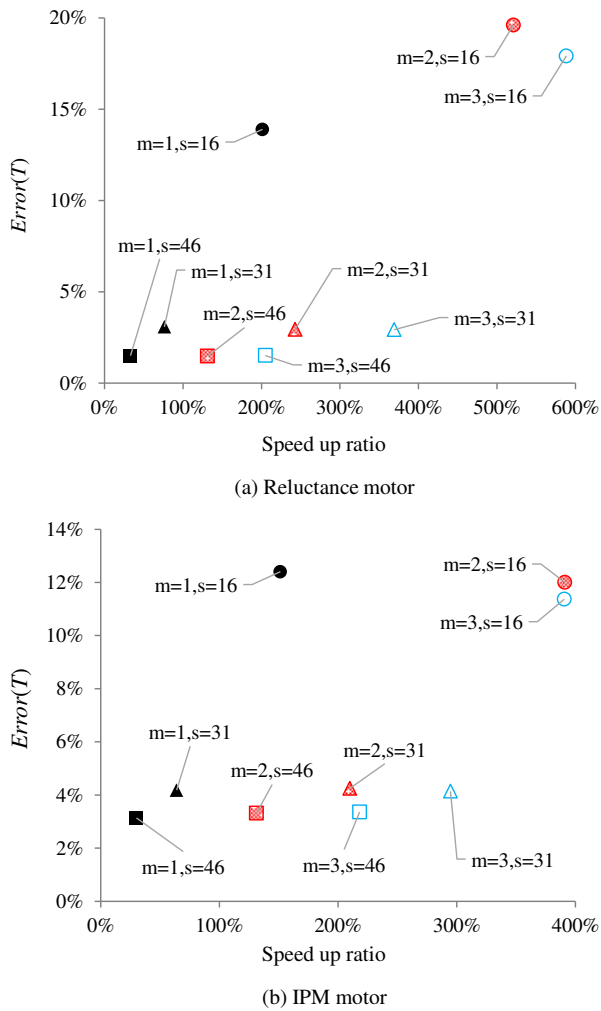 20%
m=2,s=16
m=3,s=16
15%
m=1,s=16
Error(T)
10%
m=1,s=46
m=1,s=31
m=2,s=31
5%
m=2,s=46
m=3,s=31
m=3,s=46
0%
0% 100% 200% 300% 400% 500% 600%
Speed up ratio
(a) Reluctance motor
14%
m=2,s=16
12%
m=1,s=16
m=3,s=16
10%
Error(T)
8%
6%
m=1,s=31
m=2,s=31
m=2,s=46
4%
m=1,s=46
m=3,s=46
m=3,s=31
2%
0%
0% 100% 200% 300% 400%
Speed up ratio
(b) IPM motor